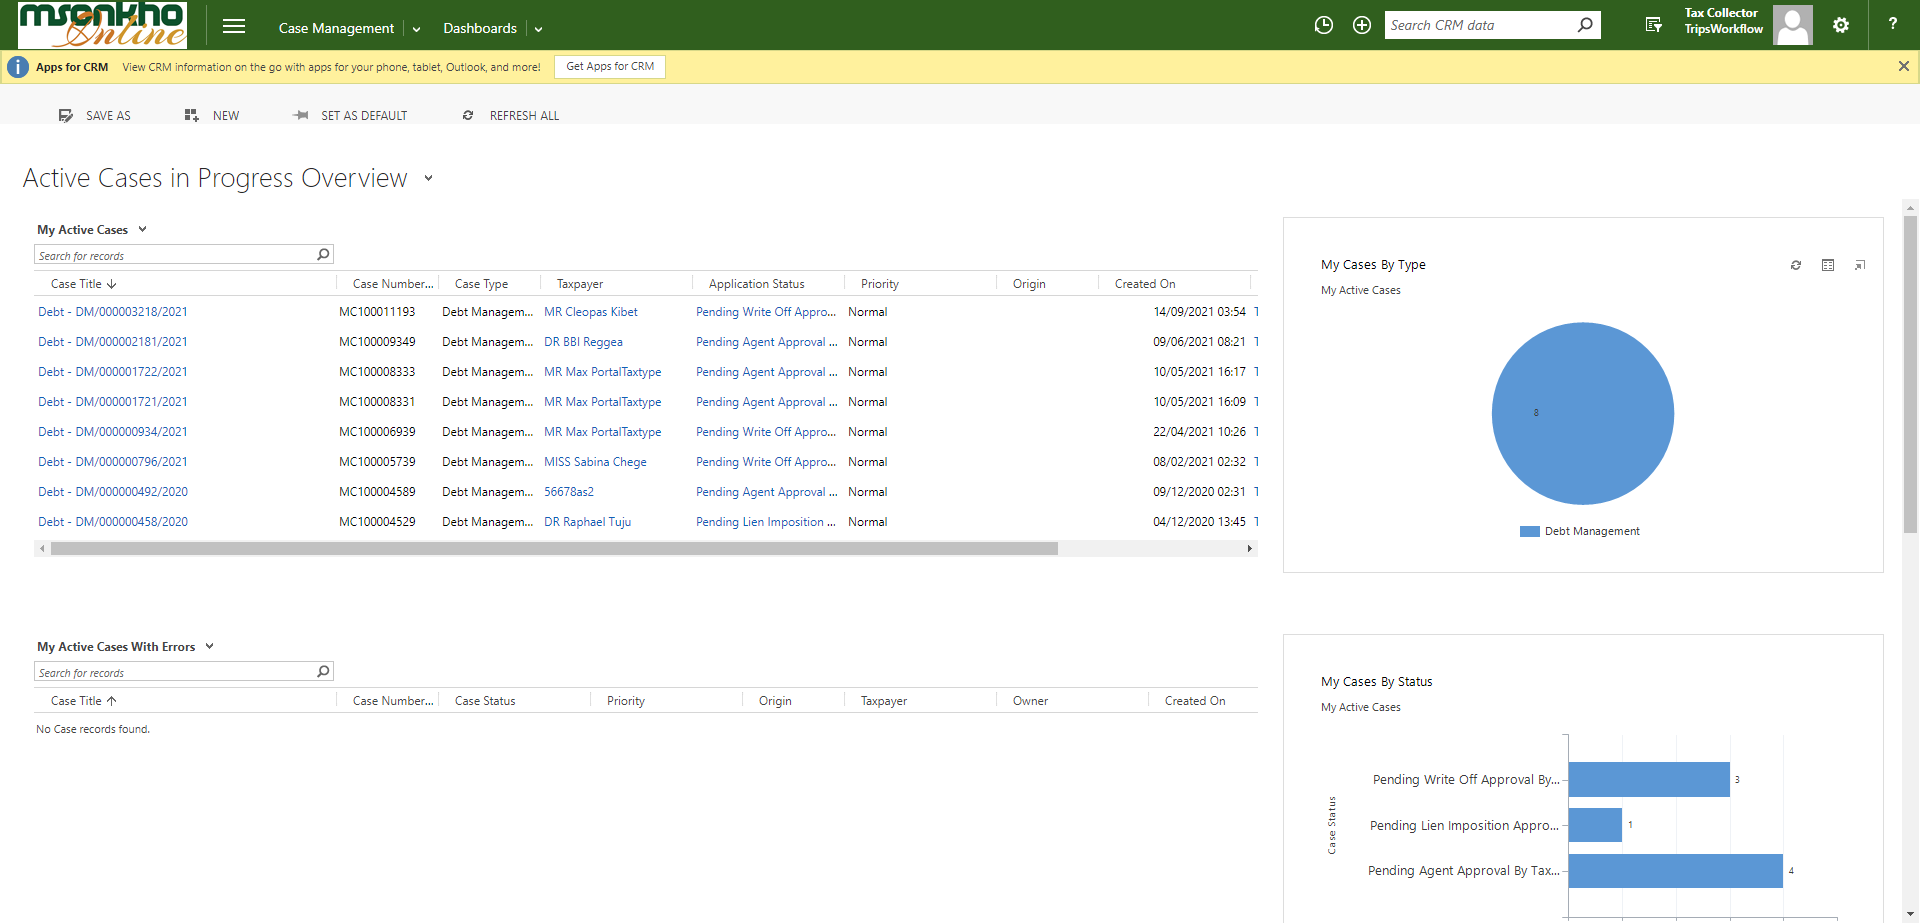 msonkho
Online
Case Management
Dashboards
Search CRM data
Tax Collector
TripsWorkflow
?
i
Apps for CRM View CRM information on the go with apps for your phone, tablet, Outlook, and more! Get Apps for CRM
SAVE AS NEW SET AS DEFAULT REFRESH ALL
Active Cases in Progress Overview
My Active Cases
Search for records
Case Title Case Number... Case Type Taxpayer Application Status Priority Origin Created On
Debt - DM/000003218/2021 MC100011193 Debt Managem... MR Cleopas Kibet Pending Write Off Appro... Normal 14/09/2021 03:54 T
Debt - DM/000002181/2021 MC100009349 Debt Managem... DR BBI Reggea Pending Agent Approval ... Normal 09/06/2021 08:21 T
Debt - DM/000001722/2021 MC100008333 Debt Managem... MR Max PortalTaxtype Pending Agent Approval ... Normal 10/05/2021 16:17 T
Debt - DM/000001721/2021 MC100008331 Debt Managem... MR Max PortalTaxtype Pending Agent Approval ... Normal 10/05/2021 16:09 T
Debt - DM/000000934/2021 MC100006939 Debt Managem... MR Max PortalTaxtype Pending Write Off Appro... Normal 22/04/2021 10:26 T
Debt - DM/000000796/2021 MC100005739 Debt Managem... MISS Sabina Chege Pending Write Off Appro... Normal 08/02/2021 02:32 T
Debt - DM/000000492/2020 MC100004589 Debt Managem... 56678as2 Pending Agent Approval ... Normal 09/12/2020 02:31 T
Debt - DM/000000458/2020 MC100004529 Debt Managem... DR Raphael Tuju Pending Lien Imposition ... Normal 04/12/2020 13:45 T
My Cases By Type
My Active Cases
8
Debt Management
My Active Cases With Errors
Search for records
Case Title Case Number... Case Status Priority Origin Taxpayer Owner Created On
No Case records found.
My Cases By Status
My Active Cases
Case Status
Pending Write Off Approval By... 3
Pending Lien Imposition Appro... 1
Pending Agent Approval By Tax... 4